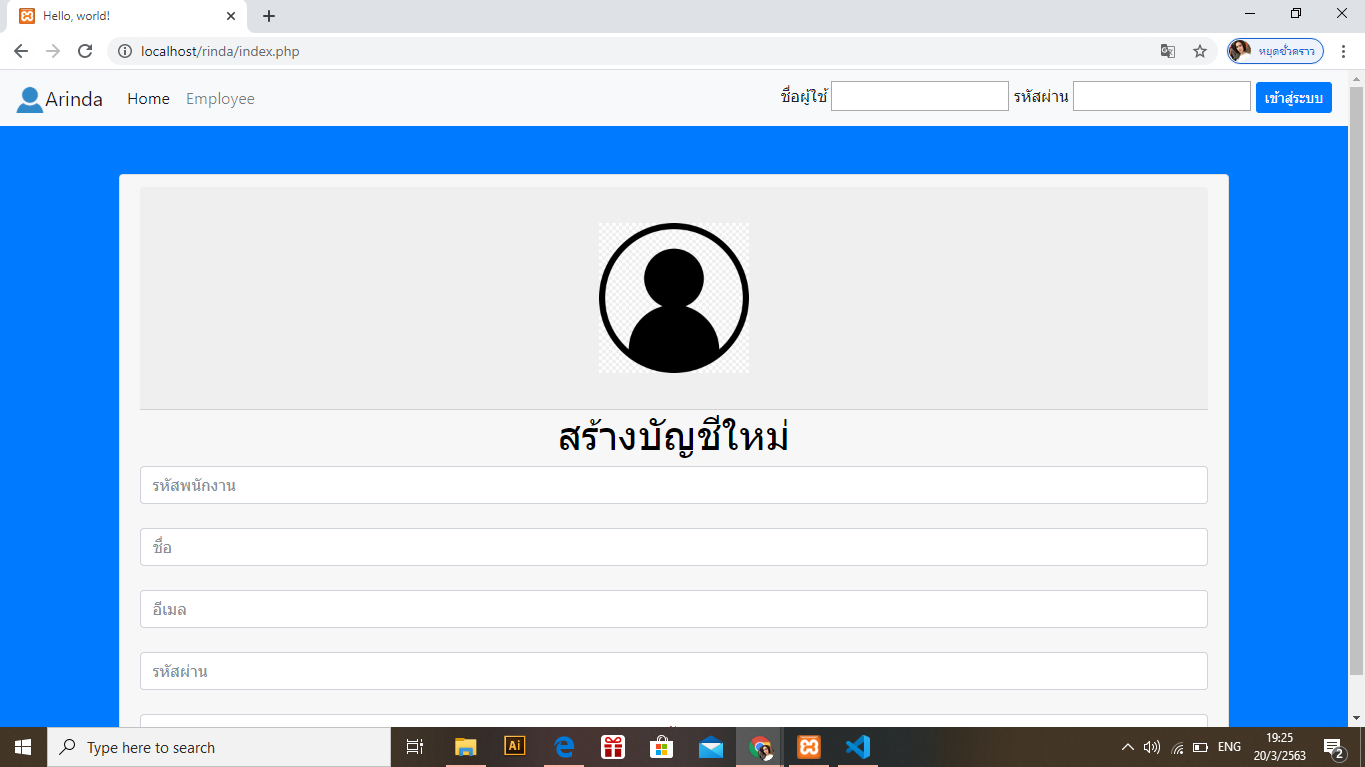 Hello, world!
localhost/rinda/index.php
หยุดชั่วคราว
Arinda Home Employee ชื่อผู้ใช้ รหัสผ่าน เข้าสู่ระบบ
สร้างบัญชีใหม่
รหัสพนักงาน
ชื่อ
อีเมล
รหัสผ่าน
Type here to search
Ai
ENG
19:25
20/3/2563
2